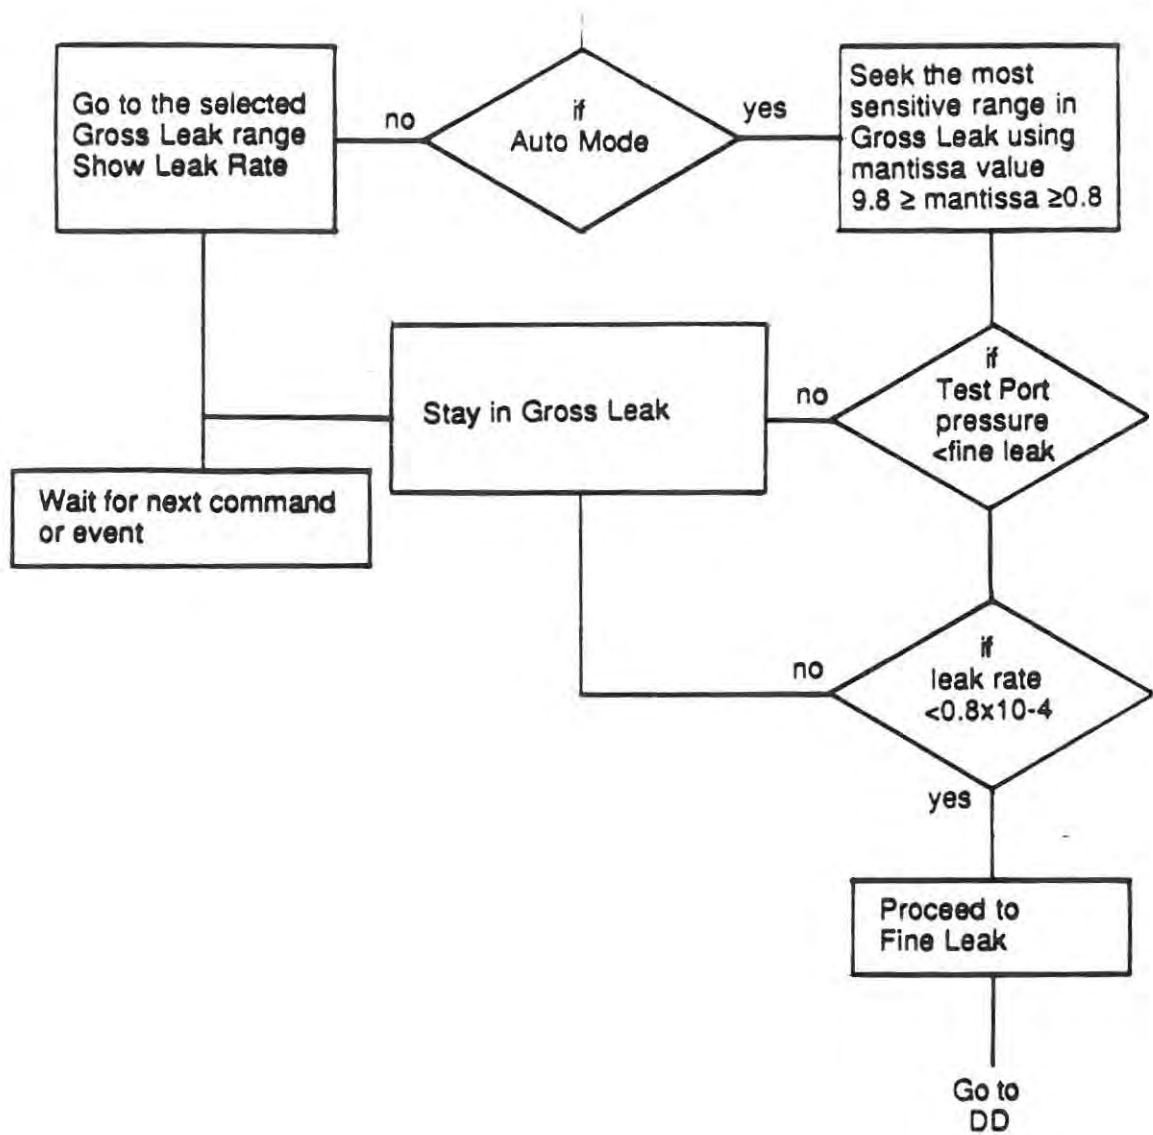 Go to the selected
Gross Leak range
Show Leak Rate
no
if
Auto Mode
yes
Seek the most
sensitive range in
Gross Leak using
mantissa value
9.8 ≥ mantissa ≥0.8
Stay in Gross Leak
no
if
Test Port
pressure
<fine leak
Wait for next command
or event
no
if
leak rate
<0.8x10-4
yes
Proceed to
Fine Leak
Go to
DD